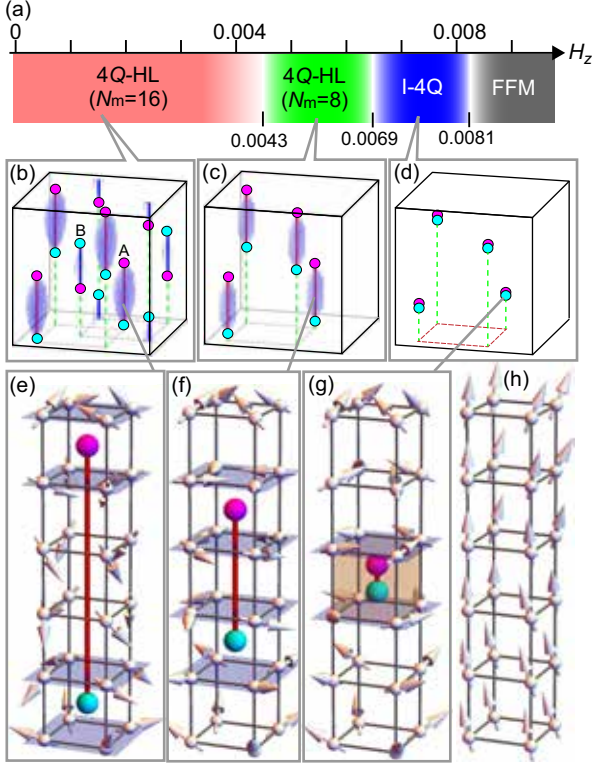 (a)
0 0.004 0.008 H_z
4Q-HL 4Q-HL I-4Q FFM
(N_m=16) (N_m=8)
0.0043 0.0069 0.0081
(b) (c) (d)
B A
(e) (f) (g) (h)